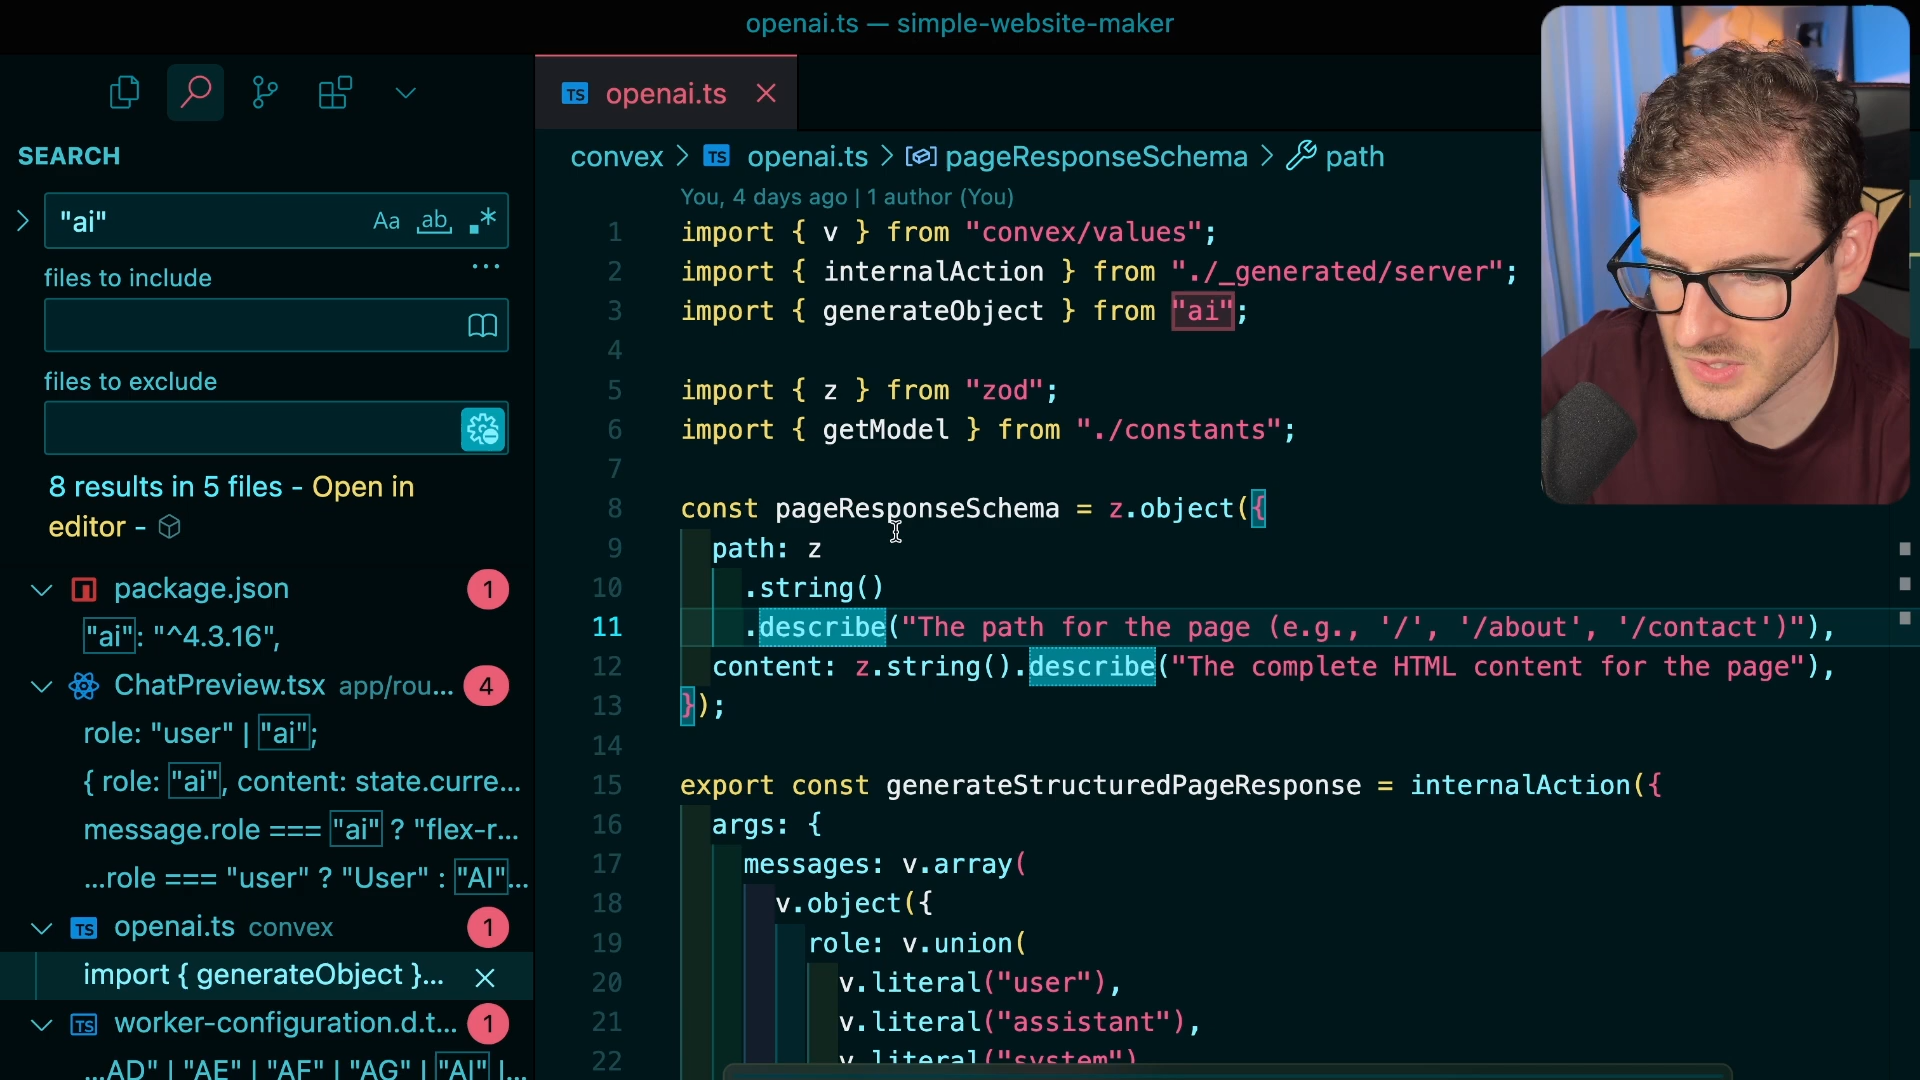 openai.ts — simple-website-maker
SEARCH
"ai"
Aa ab
files to include
files to exclude
8 results in 5 files - Open in
editor -
package.json 1
"ai": "^4.3.16",
ChatPreview.tsx app/rou... 4
role: "user" | "ai";
{ role: "ai", content: state.curre...
message.role === "ai" ? "flex-r...
...role === "user" ? "User" : "AI"...
TS openai.ts convex 1
import { generateObject }...
TS worker-configuration.d.t... 1
...AD" | "AE" | "AF" | "AG" | "AI" |...
TS openai.ts
convex > TS openai.ts > pageResponseSchema > path
You, 4 days ago | 1 author (You)
1 import { v } from "convex/values";
2 import { internalAction } from "./_generated/server";
3 import { generateObject } from "ai";
4
5 import { z } from "zod";
6 import { getModel } from "./constants";
7
8 const pageResponseSchema = z.object({
9 path: z
10 .string()
11 .describe("The path for the page (e.g., '/', '/about', '/contact')"),
12 content: z.string().describe("The complete HTML content for the page"),
13 });
14
15 export const generateStructuredPageResponse = internalAction({
16 args: {
17 messages: v.array(
18 v.object({
19 role: v.union(
20 v.literal("user"),
21 v.literal("assistant"),
22 v.literal("system")